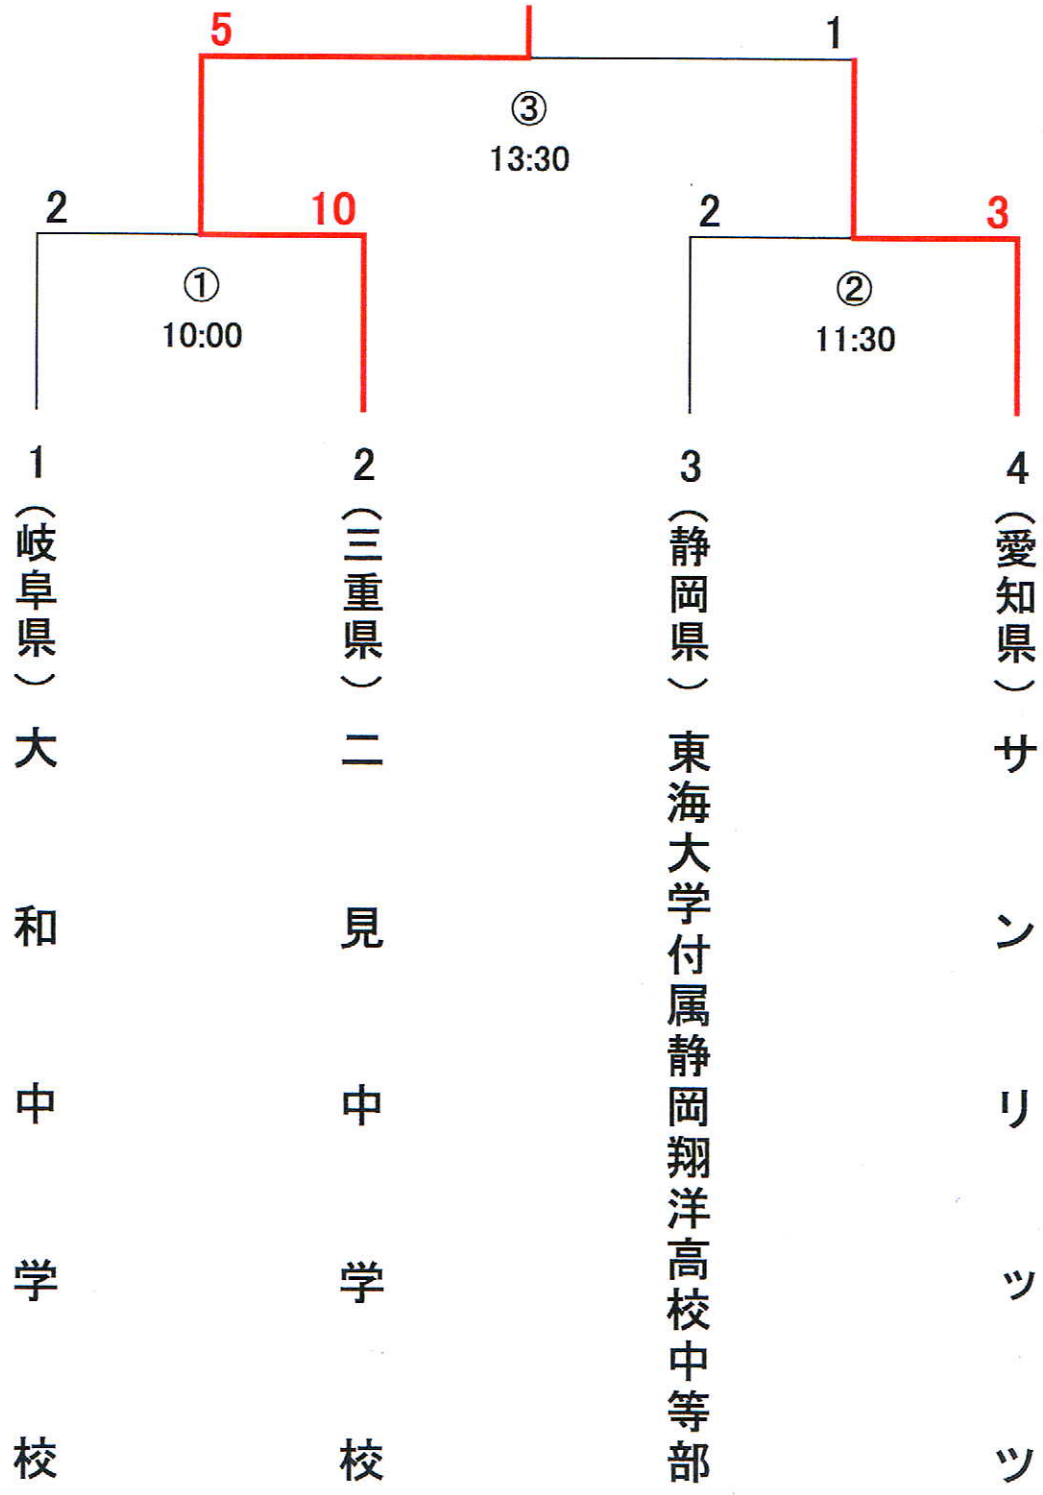 5 1
③
13:30
2 10 2 3
① ②
10:00 11:30
1（岐阜県）大和中学校
2（三重県）二見中学校
3（静岡県）東海大学付属静岡翔洋高校中等部
4（愛知県）サンリッツ